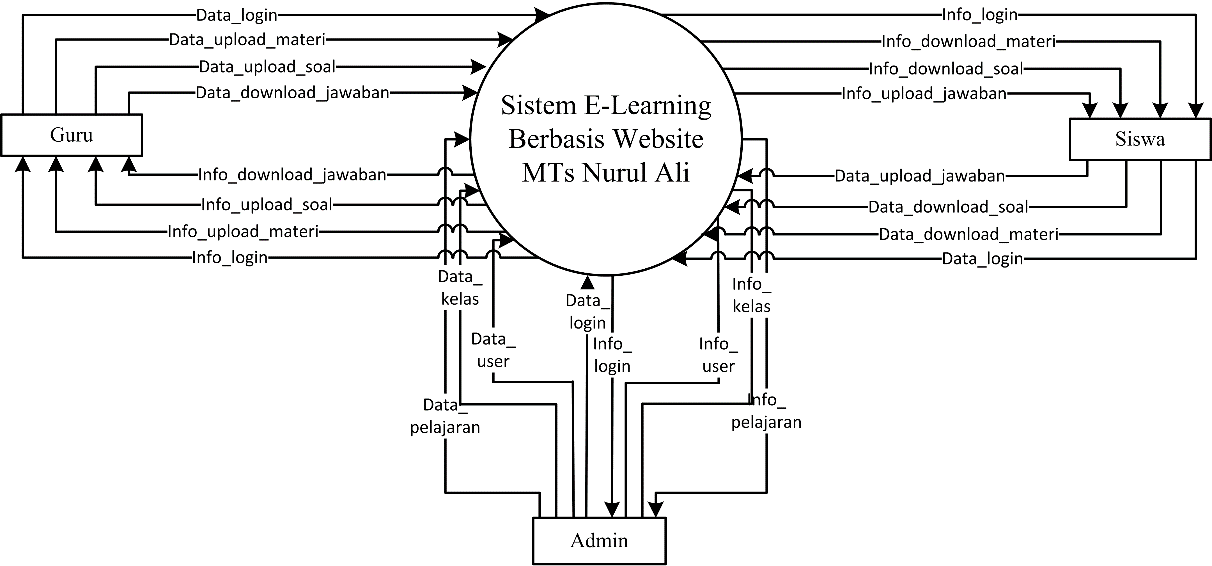 Data_login
Data_upload_materi
Data_upload_soal
Data_download_jawaban
Guru
Info_download_jawaban
Info_upload_soal
Info_upload_materi
Info_login
Sistem E-Learning
Berbasis Website
MTs Nurul Ali
Info_login
Info_download_materi
Info_download_soal
Info_upload_jawaban
Siswa
Data_upload_jawaban
Data_download_soal
Data_download_materi
Data_login
Data_
kelas
Data_
user
Data_
pelajaran
Data_
login
Info_
login
Info_
kelas
Info_
user
Info_
pelajaran
Admin